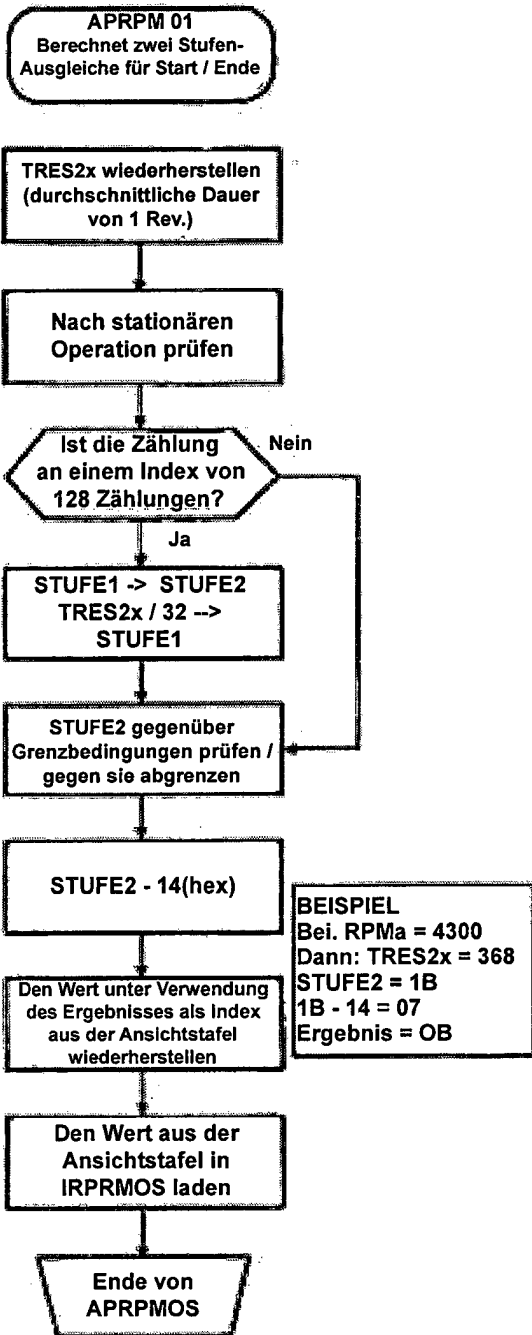 APRPM 01
Berechnet zwei Stufen-
Ausgleiche für Start / Ende
TRES2x wiederherstellen
(durchschnittliche Dauer
von 1 Rev.)
Nach stationären
Operation prüfen
Ist die Zählung
an einem Index von
128 Zählungen?
Nein
Ja
STUFE1 -> STUFE2
TRES2x / 32 -->
STUFE1
STUFE2 gegenüber
Grenzbedingungen prüfen /
gegen sie abgrenzen
STUFE2 - 14(hex)
BEISPIEL
Bei. RPMa = 4300
Dann: TRES2x = 368
STUFE2 = 1B
1B - 14 = 07
Ergebnis = OB
Den Wert unter Verwendung
des Ergebnisses als Index
aus der Ansichtstafel
wiederherstellen
Den Wert aus der
Ansichtstafel in
IRPRMOS laden
Ende von
APRPMOS